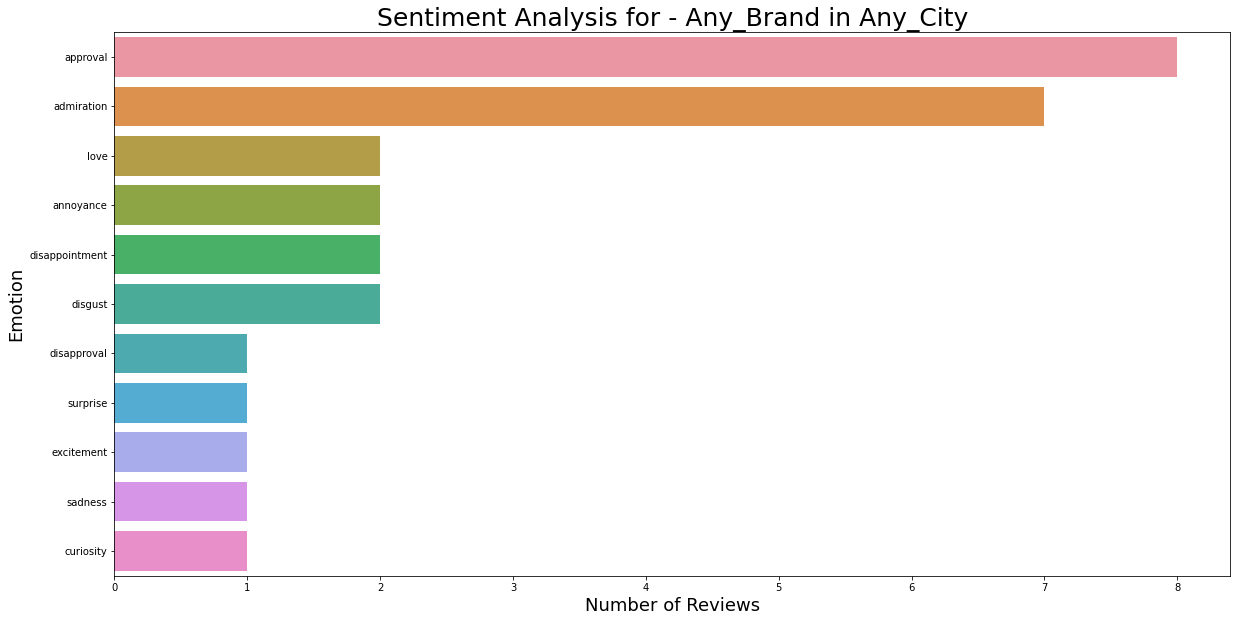 Sentiment Analysis for - Any_Brand in Any_City
approval
admiration
love
annoyance
disappointment
disgust
disapproval
surprise
excitement
sadness
curiosity
Emotion
0 1 2 3 4 5 6 7 8
Number of Reviews